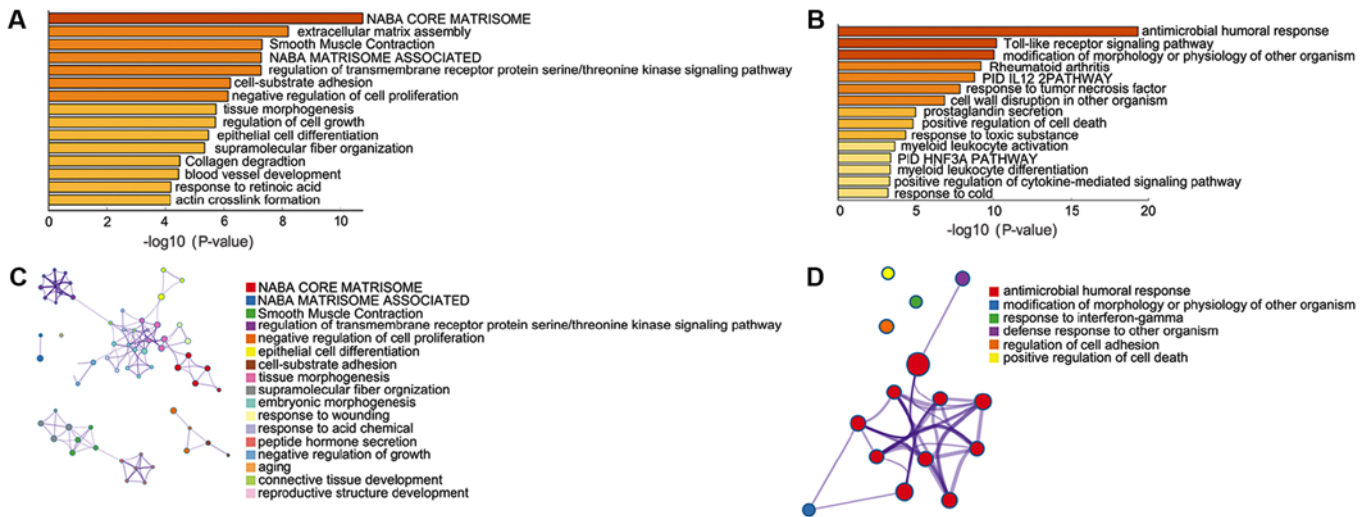 A
NABA CORE MATRISOME
extracellular matrix assembly
Smooth Muscle Contraction
NABA MATRISOME ASSOCIATED
regulation of transmembrane receptor protein serine/threonine kinase signaling pathway
cell-substrate adhesion
negative regulation of cell proliferation
tissue morphogenesis
regulation of cell growth
epithelial cell differentiation
supramolecular fiber organization
Collagen degradtion
blood vessel development
response to retinoic acid
actin crosslink formation
0 2 4 6 8 10
-log10 (P-value)
B
antimicrobial humoral response
Toll-like receptor signaling pathway
modification of morphology or physiology of other organism
Rheumatoid arthritis
PID IL12 2PATHWAY
response to tumor necrosis factor
cell wall disruption in other organism
prostaglandin secretion
positive regulation of cell death
response to toxic substance
myeloid leukocyte activation
PID HNF3A PATHWAY
myeloid leukocyte differentiation
positive regulation of cytokine-mediated signaling pathway
response to cold
0 5 10 15 20
-log10 (P-value)
C
NABA CORE MATRISOME
NABA MATRISOME ASSOCIATED
Smooth Muscle Contraction
regulation of transmembrane receptor protein serine/threonine kinase signaling pathway
negative regulation of cell proliferation
epithelial cell differentiation
cell-substrate adhesion
tissue morphogenesis
supramolecular fiber orgnization
embryonic morphogenesis
response to wounding
response to acid chemical
peptide hormone secretion
negative regulation of growth
aging
connective tissue development
reproductive structure development
D
antimicrobial humoral response
modification of morphology or physiology of other organism
response to interferon-gamma
defense response to other organism
regulation of cell adhesion
positive regulation of cell death